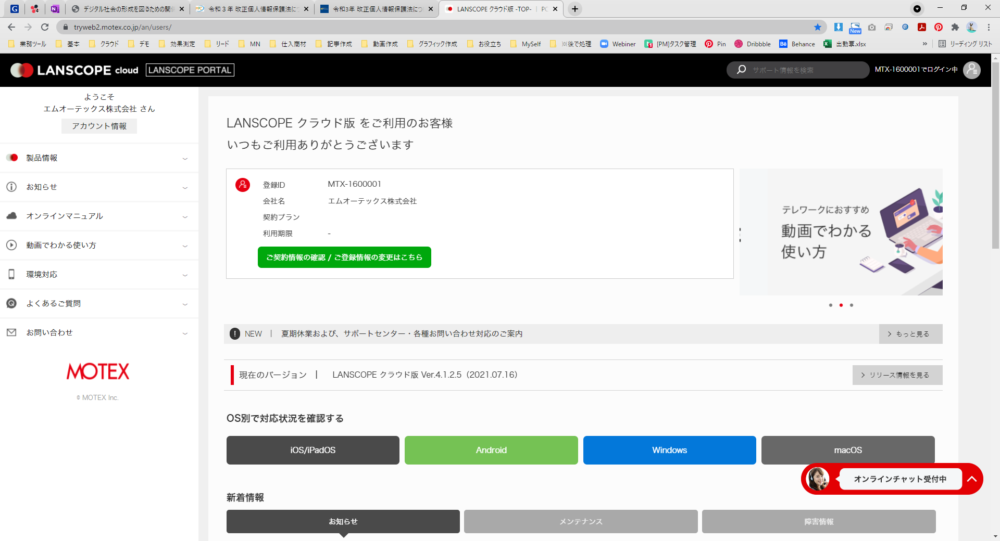 デジタル社会の形成を図るための関係
令和３年 改正個人情報保護法につ
令和3年 改正個人情報保護法につ
LANSCOPE クラウド版 -TOP- ｜ PC
tryweb2.motex.co.jp/an/users/
New
業務ツール
基本
クラウド
デモ
効果測定
リード
MN
仕入商材
記事作成
動画作成
グラフィック作成
お役立ち
MySelf
※後で処理
Webiner
[PM]タスク管理
Pin
Dribbble
Behance
出勤票.xlsx
»
リーディング リスト
LANSCOPE cloud
LANSCOPE PORTAL
サポート情報を検索
MTX-1600001でログイン中
ようこそ
エムオーテックス株式会社 さん
アカウント情報
製品情報
お知らせ
オンラインマニュアル
動画でわかる使い方
環境対応
よくあるご質問
お問い合わせ
MOTEX
© MOTEX Inc.
LANSCOPE クラウド版 をご利用のお客様
いつもご利用ありがとうございます
登録ID MTX-1600001
会社名 エムオーテックス株式会社
契約プラン
利用期限 -
ご契約情報の確認 / ご登録情報の変更はこちら
テレワークにおすすめ
動画でわかる
使い方
NEW ｜ 夏期休業および、サポートセンター・各種お問い合わせ対応のご案内
もっと見る
現在のバージョン ｜ LANSCOPE クラウド版 Ver.4.1.2.5（2021.07.16）
リリース情報を見る
OS別で対応状況を確認する
iOS/iPadOS
Android
Windows
macOS
オンラインチャット受付中
新着情報
お知らせ
メンテナンス
障害情報